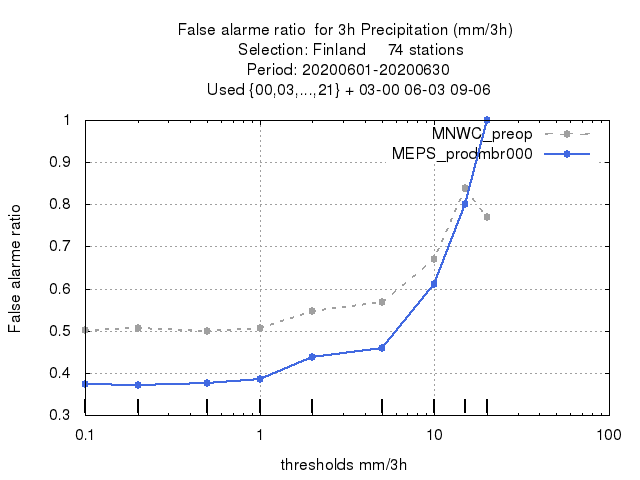 False alarme ratio  for 3h Precipitation (mm/3h)
Selection: Finland     74 stations
Period: 20200601-20200630
Used {00,03,...,21} + 03-00 06-03 09-06
MNWC_preop
MEPS_prodmbr000
False alarme ratio
1
0.9
0.8
0.7
0.6
0.5
0.4
0.3
0.1 1 10 100
thresholds mm/3h